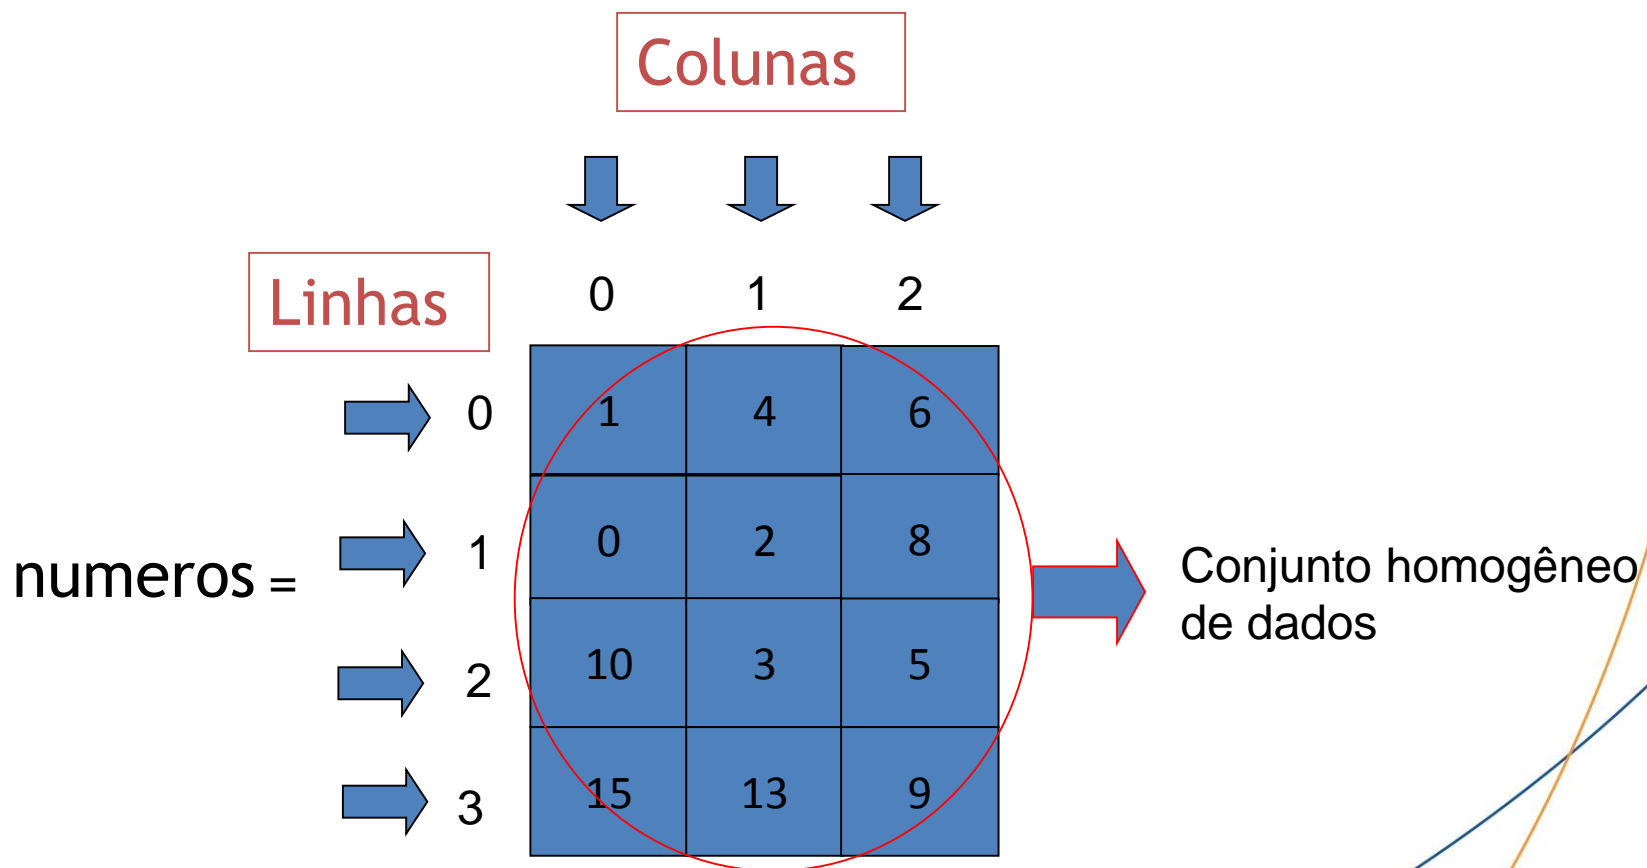 Colunas
Linhas
0 1 2
0 1 4 6
1 0 2 8
numeros =
2 10 3 5
3 15 13 9
Conjunto homogêneo
de dados